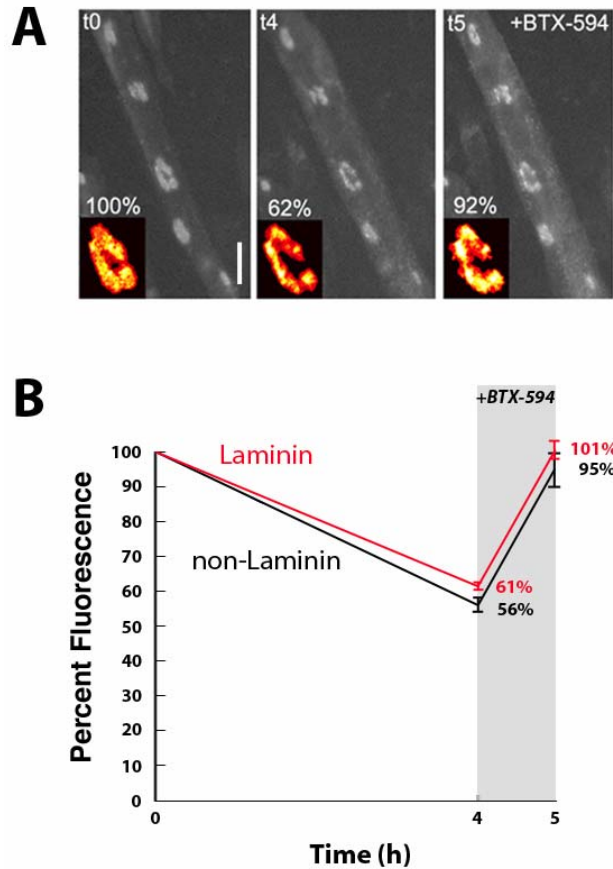 A
t0
t4
t5 +BTX-594
100%
62%
92%
B
+BTX-594
Percent Fluorescence
100
90
80
70
60
50
40
30
20
10
0
Laminin
non-Laminin
101%
95%
61%
56%
0
4
5
Time (h)